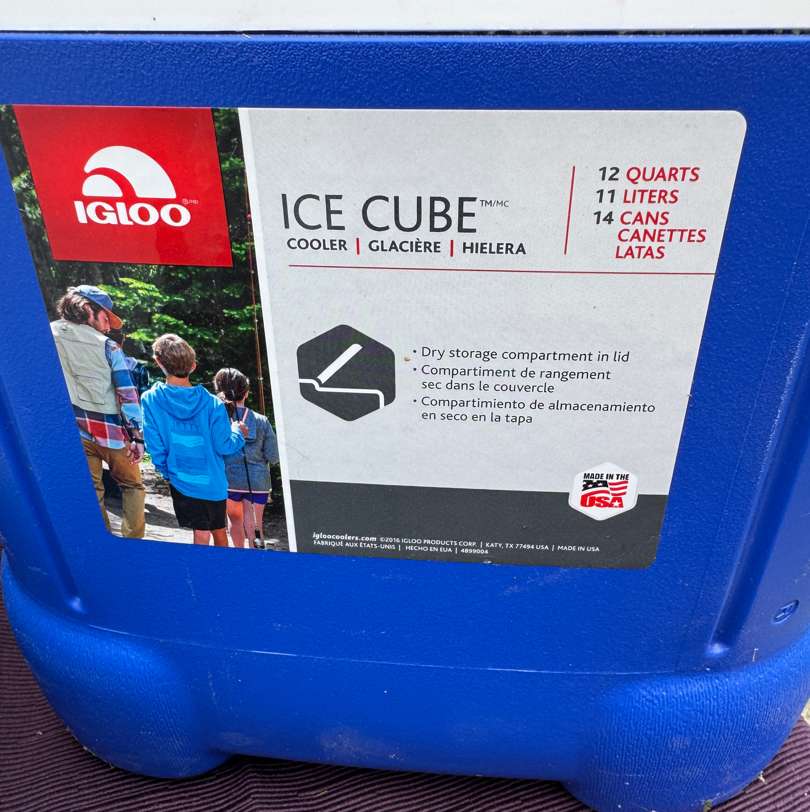 IGLOO
ICE CUBE™/MC
COOLER | GLACIÈRE | HIELERA
12 QUARTS
11 LITERS
14 CANS
CANETTES
LATAS
• Dry storage compartment in lid
• Compartiment de rangement
sec dans le couvercle
• Compartimiento de almacenamiento
en seco en la tapa
MADE IN THE
USA
igloocoolers.com ©2016 IGLOO PRODUCTS CORP. | KATY, TX 77494 USA | MADE IN USA
FABRIQUÉ AUX ÉTATS-UNIS | HECHO EN EUA | 4899004